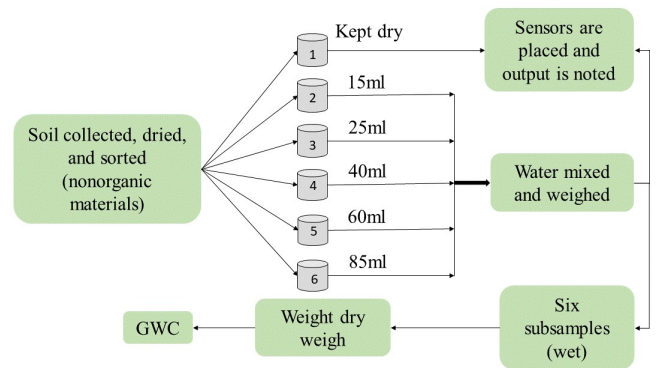 Kept dry
1
Sensors are
placed and
output is noted
15ml
2
Soil collected, dried,
and sorted
(nonorganic
materials)
25ml
3
40ml
4
Water mixed
and weighed
60ml
5
85ml
6
Six
subsamples
(wet)
Weight dry
weigh
GWC